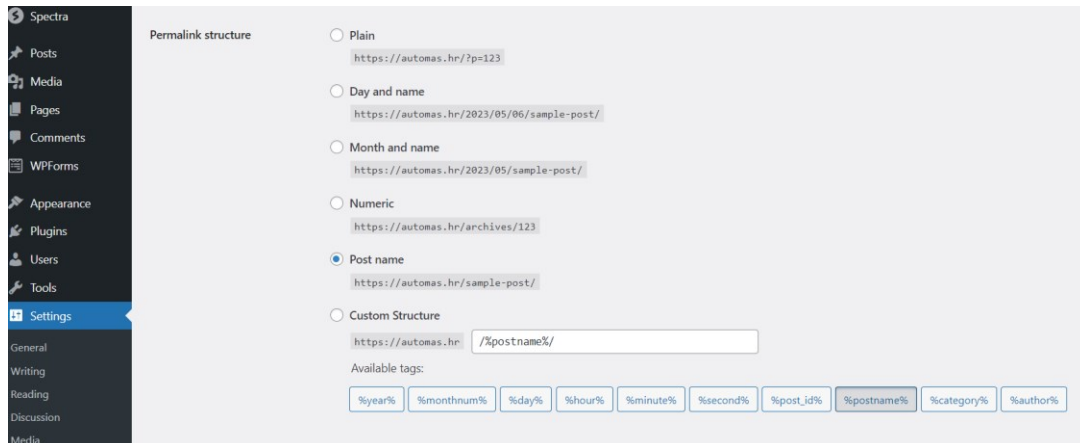 Spectra
Posts
Media
Pages
Comments
WPForms
Appearance
Plugins
Users
Tools
Settings
General
Writing
Reading
Discussion
Media
Permalink structure
Plain
https://automas.hr/?p=123
Day and name
https://automas.hr/2023/05/06/sample-post/
Month and name
https://automas.hr/2023/05/sample-post/
Numeric
https://automas.hr/archives/123
Post name
https://automas.hr/sample-post/
Custom Structure
https://automas.hr /%postname%/
Available tags:
%year% %monthnum% %day% %hour% %minute% %second% %post_id% %postname% %category% %author%